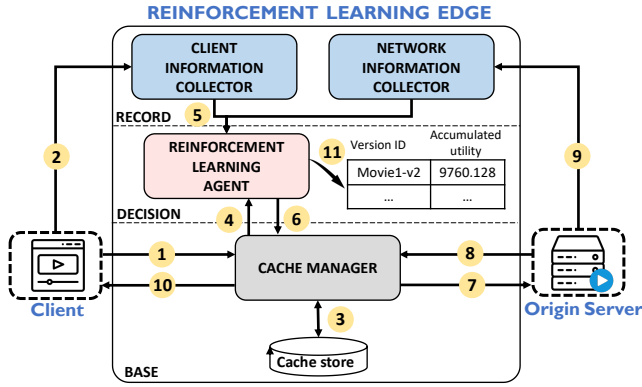 REINFORCEMENT LEARNING EDGE
CLIENT
INFORMATION
COLLECTOR
NETWORK
INFORMATION
COLLECTOR
5
RECORD
2
9
REINFORCEMENT
LEARNING
AGENT
11
Version ID
Accumulated
utility
Movie1-v2
9760.128
...
...
DECISION
4
6
1
CACHE MANAGER
8
10
7
Client
Origin Server
3
Cache store
BASE